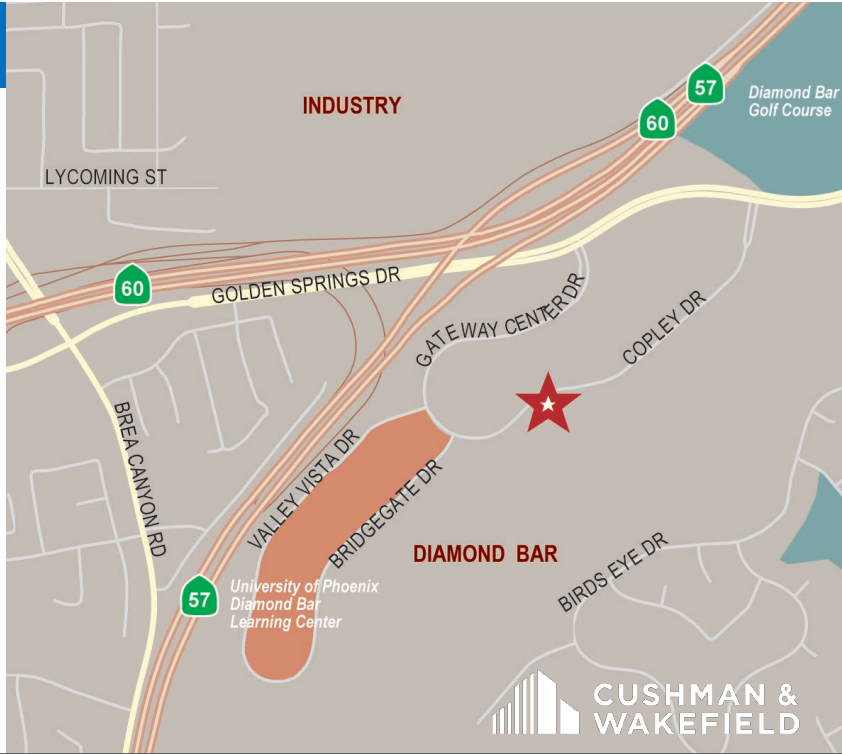 57
60
Diamond Bar
Golf Course
INDUSTRY
LYCOMING ST
60
GOLDEN SPRINGS DR
GATEWAY CENTER DR
COPLEY DR
BREA CANYON RD
VALLEY VISTA DR
BRIDGEGATE DR
DIAMOND BAR
BIRDS EYE DR
57
University of Phoenix
Diamond Bar
Learning Center
CUSHMAN &
WAKEFIELD